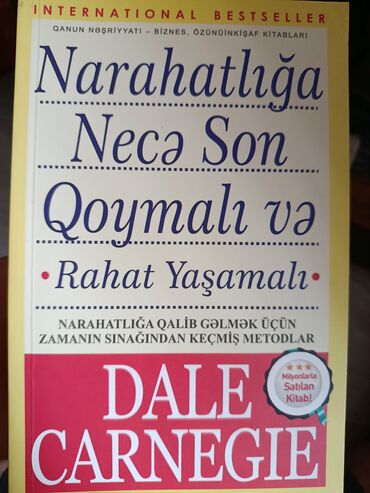 INTERNATIONAL BESTSELLER
QANUN NƏŞRİYYATI – BİZNES, ÖZÜNÜİNKİŞAF KİTABLARI
Narahatlığa
Necə Son
Qoymalı və
• Rahat Yaşamalı •
NARAHATLIĞA QALİB GƏLMƏK ÜÇÜN
ZAMANIN SINAĞINDAN KEÇMİŞ METODLAR
Milyonlarla
Satılan
Kitab!
DALE
CARNEGIE